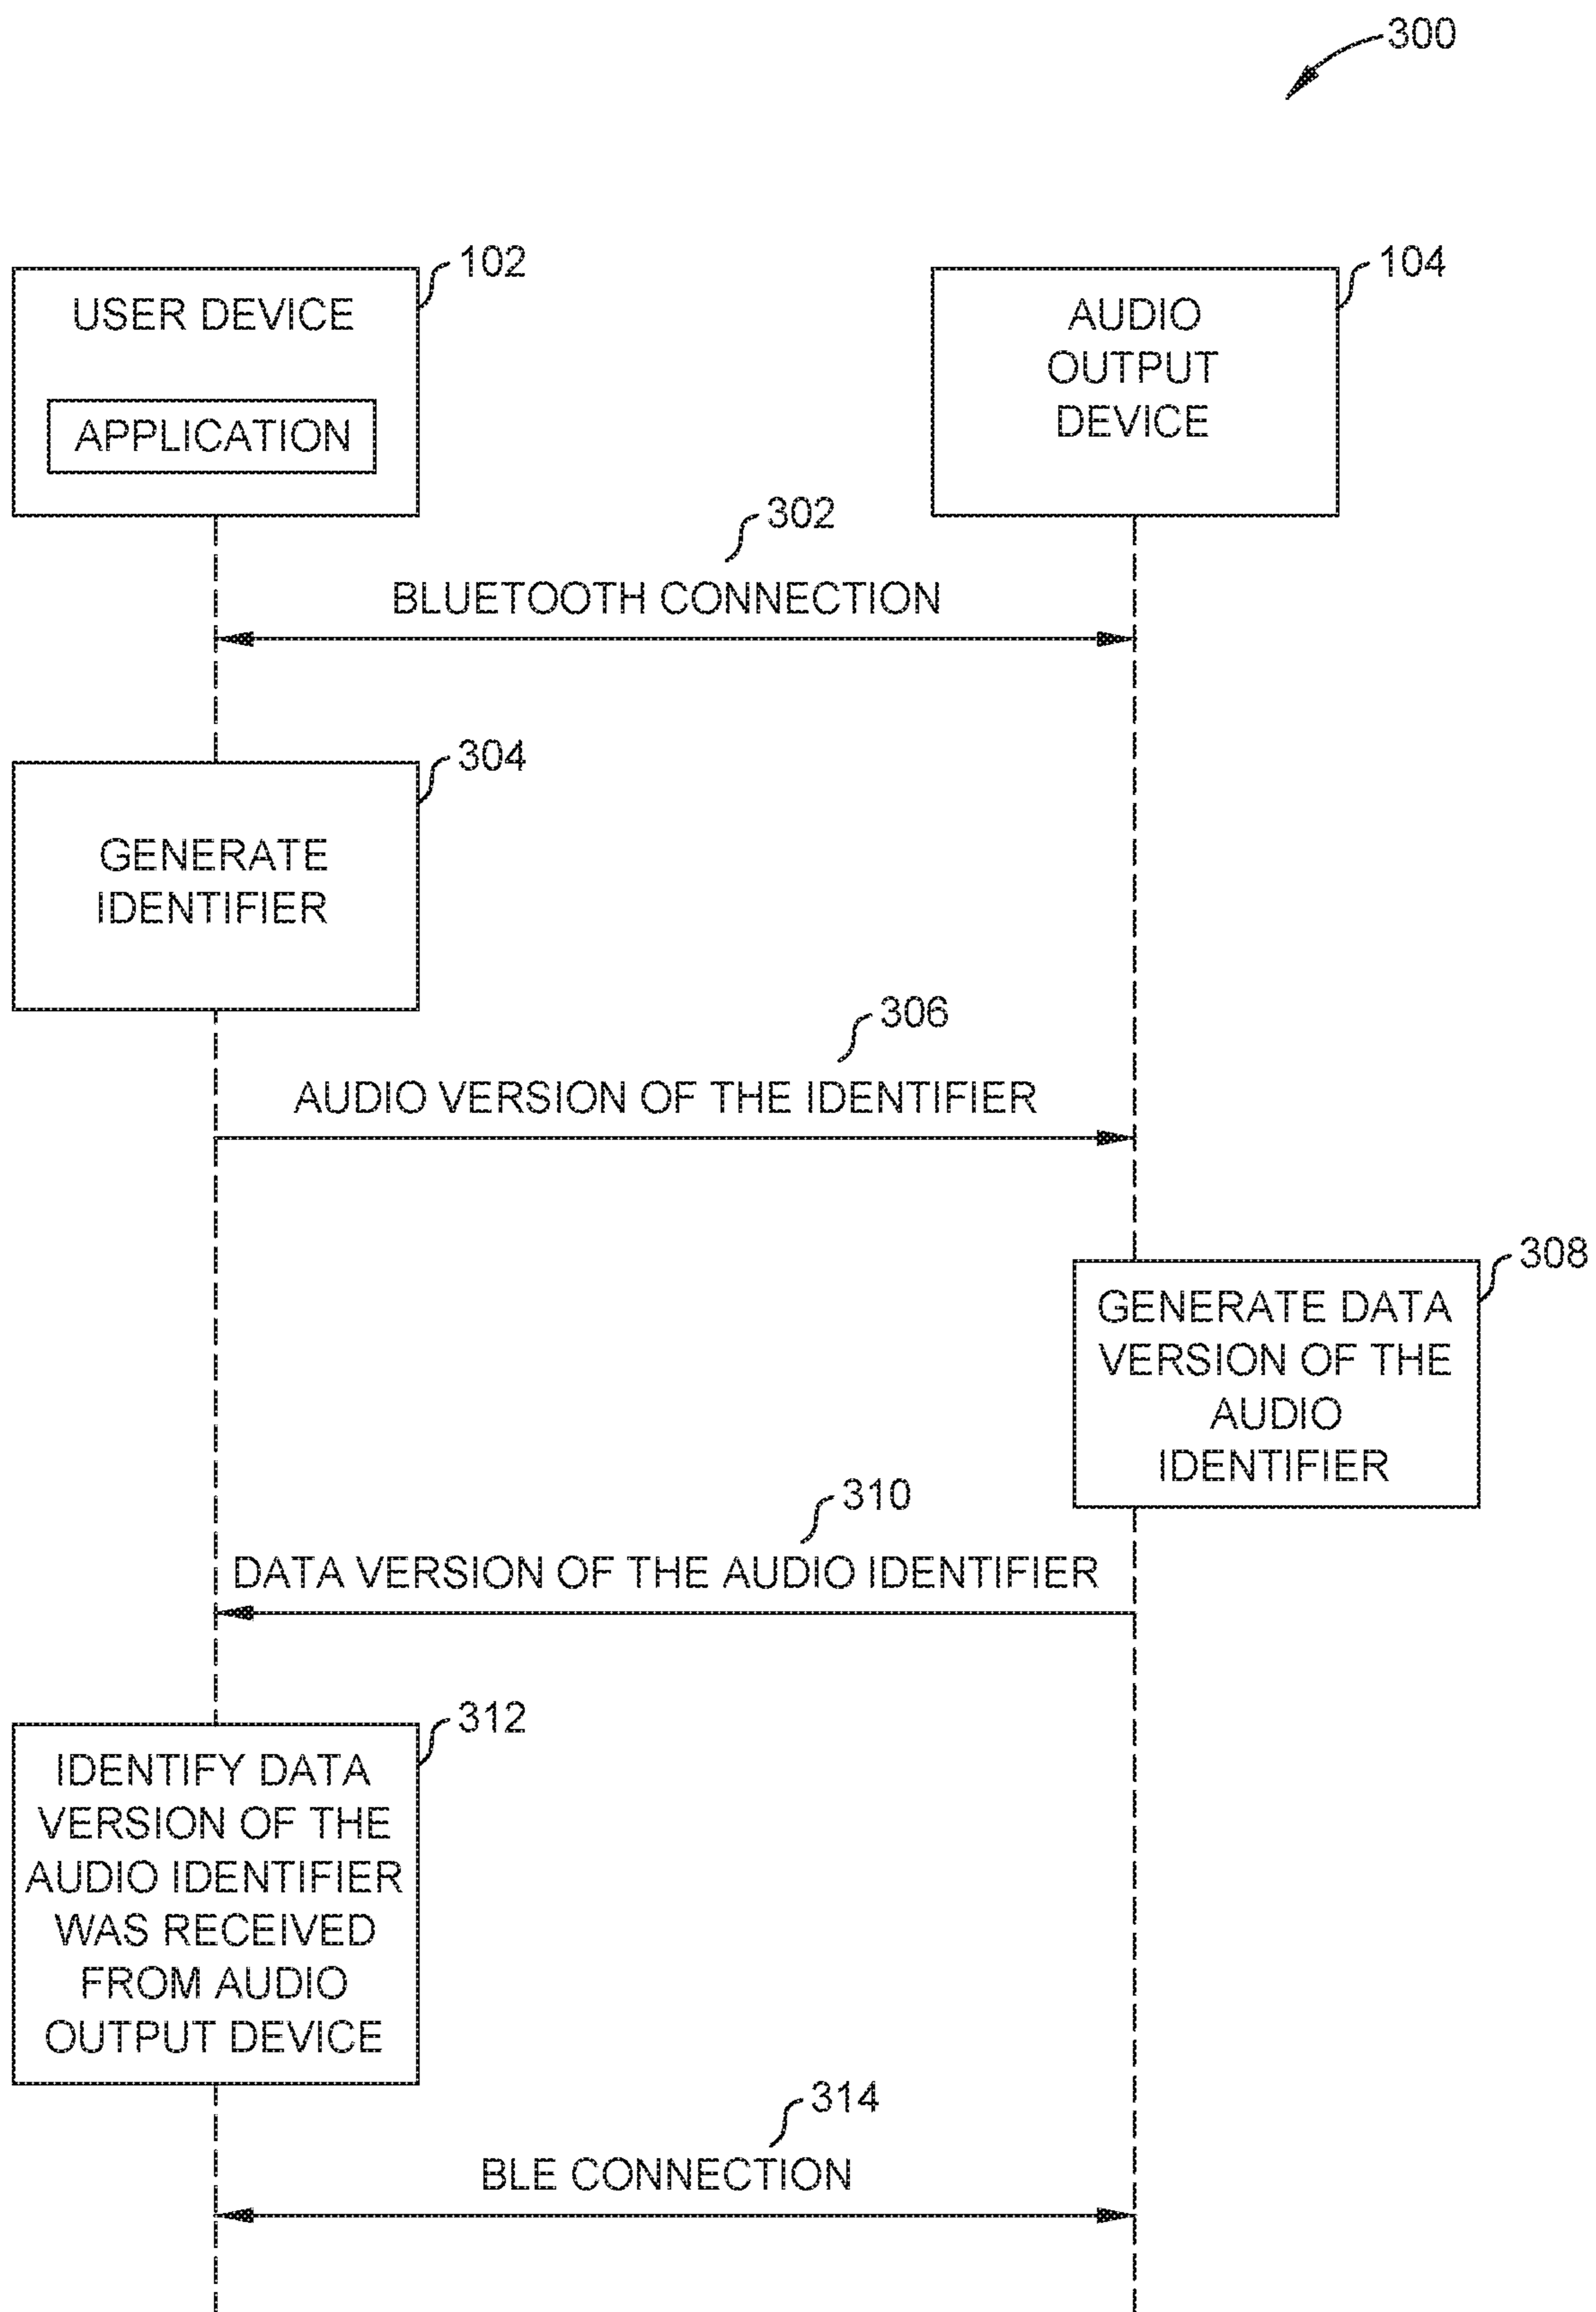 300
102
USER DEVICE
APPLICATION
104
AUDIO
OUTPUT
DEVICE
302
BLUETOOTH CONNECTION
304
GENERATE
IDENTIFIER
306
AUDIO VERSION OF THE IDENTIFIER
308
GENERATE DATA
VERSION OF THE
AUDIO
IDENTIFIER
310
DATA VERSION OF THE AUDIO IDENTIFIER
312
IDENTIFY DATA
VERSION OF THE
AUDIO IDENTIFIER
WAS RECEIVED
FROM AUDIO
OUTPUT DEVICE
314
BLE CONNECTION